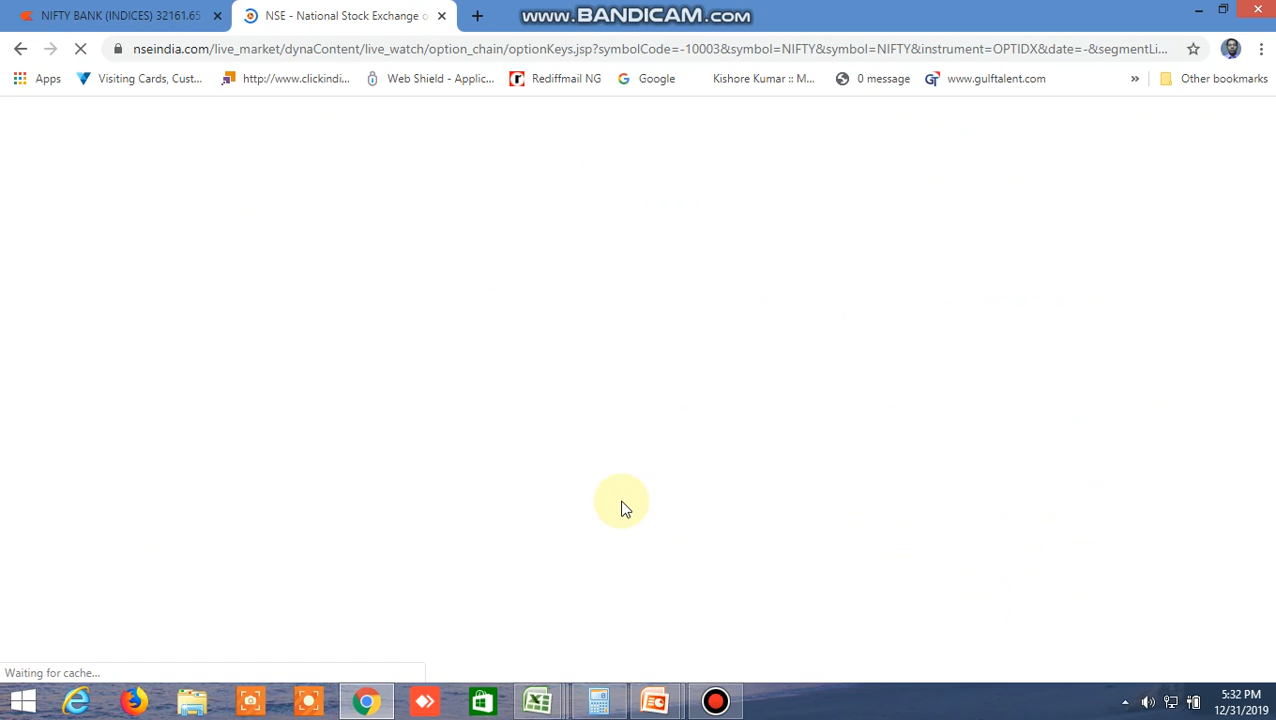 NIFTY BANK (INDICES) 32161.65
NSE - National Stock Exchange o
www.BANDICAM.com
nseindia.com/live_market/dynaContent/live_watch/option_chain/optionKeys.jsp?symbolCode=-10003&symbol=NIFTY&symbol=NIFTY&instrument=OPTIDX&date=-&segmentLi...
Apps
Visiting Cards, Cust...
http://www.clickindi...
Web Shield - Applic...
Rediffmail NG
Google
Kishore Kumar :: M...
0 message
www.gulftalent.com
»
Other bookmarks
Waiting for cache...
5:32 PM
12/31/2019